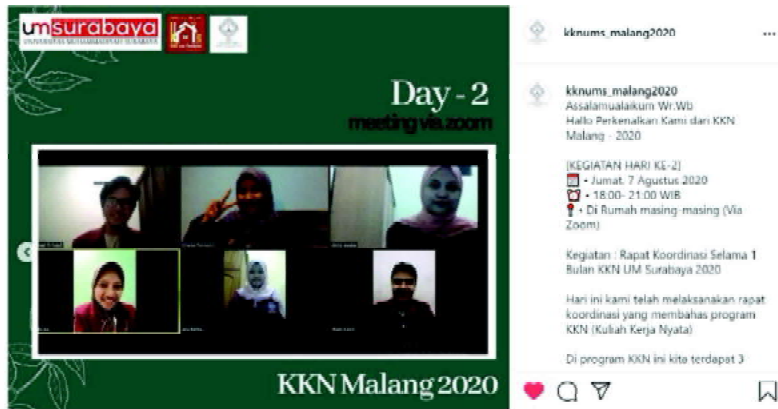 umsurabaya
UNIVERSITAS MUHAMMADIYAH SURABAYA
Day - 2
meeting via zoom
KKN Malang 2020
kknums_malang2020
kknums_malang2020
Assalamualaikum Wr.Wb
Hallo Perkenalkan Kami dari KKN
Malang - 2020
[KEGIATAN HARI KE-2]
• Jumat, 7 Agustus 2020
• 18:00- 21:00 WIB
• Di Rumah masing-masing (Via
Zoom)
Kegiatan : Rapat Koordinasi Selama 1
Bulan KKN UM Surabaya 2020
Hari ini kami telah melaksanakan rapat
koordinasi yang membahas program
KKN (Kuliah Kerja Nyata)
Di program KKN ini kita terdapat 3